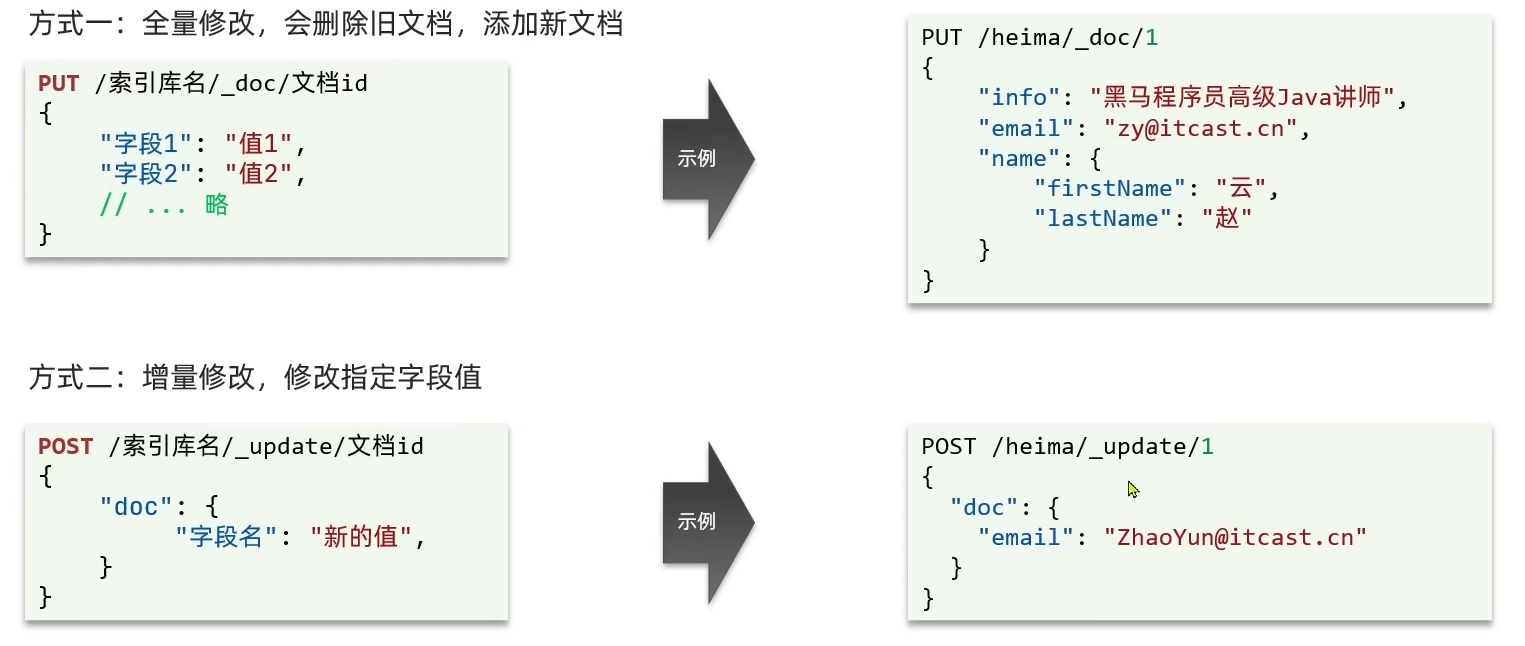 方式一：全量修改，会删除旧文档，添加新文档
PUT /索引库名/_doc/文档id
{
    "字段1": "值1",
    "字段2": "值2",
    // ... 略
}
示例
PUT /heima/_doc/1
{
    "info": "黑马程序员高级Java讲师",
    "email": "zy@itcast.cn",
    "name": {
        "firstName": "云",
        "lastName": "赵"
    }
}
方式二：增量修改，修改指定字段值
POST /索引库名/_update/文档id
{
    "doc": {
         "字段名": "新的值",
    }
}
示例
POST /heima/_update/1
{
  "doc": {
    "email": "ZhaoYun@itcast.cn"
  }
}